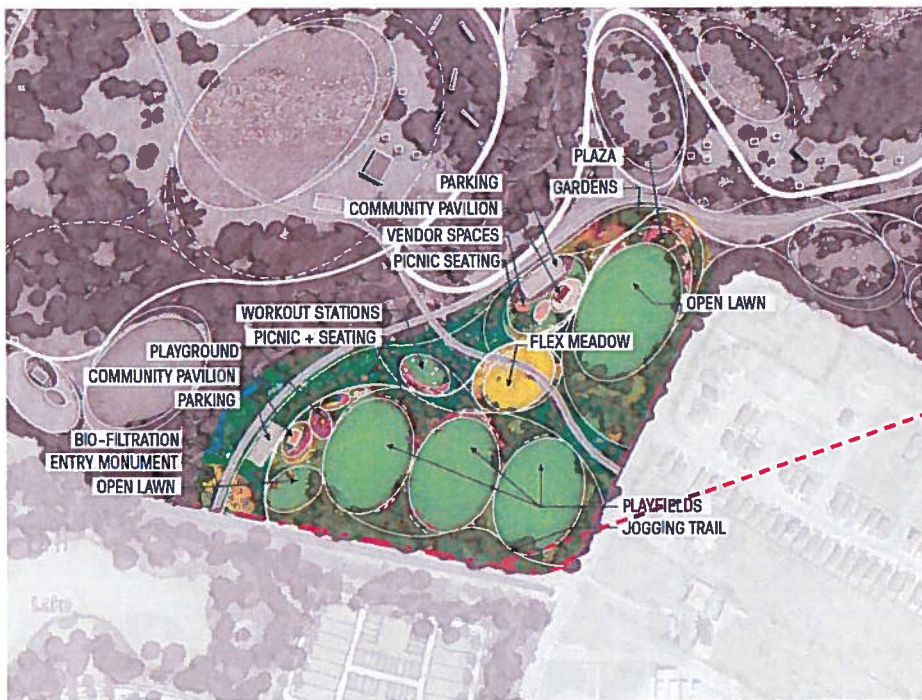 PLAZA
GARDENS
PARKING
COMMUNITY PAVILION
VENDOR SPACES
PICNIC SEATING
OPEN LAWN
WORKOUT STATIONS
PICNIC + SEATING
FLEX MEADOW
PLAYGROUND
COMMUNITY PAVILION
PARKING
BIO-FILTRATION
ENTRY MONUMENT
OPEN LAWN
PLAYFIELDS
JOGGING TRAIL